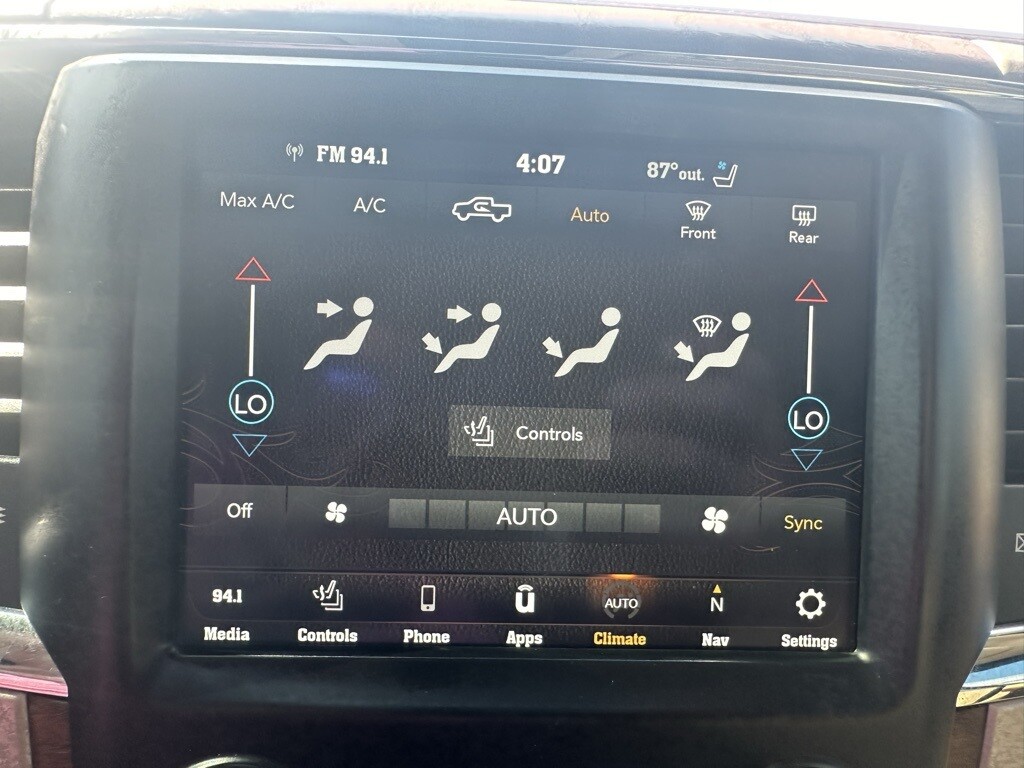 FM 94.1 4:07 87° out.
Max A/C A/C Auto Front Rear
LO LO
Controls
Off AUTO Sync
94.1 u AUTO N
Media Controls Phone Apps Climate Nav Settings